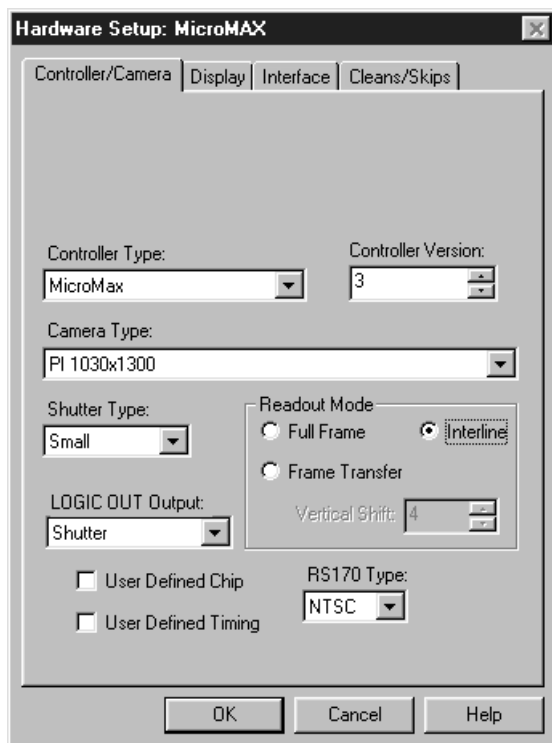 Hardware Setup: MicroMAX
Controller/Camera Display Interface Cleans/Skips
Controller Type: Controller Version:
MicroMax 3
Camera Type:
PI 1030x1300
Shutter Type: Readout Mode
Small Full Frame Interline
Frame Transfer
LOGIC OUT Output: Vertical Shift: 4
Shutter
User Defined Chip RS170 Type:
User Defined Timing NTSC
OK Cancel Help